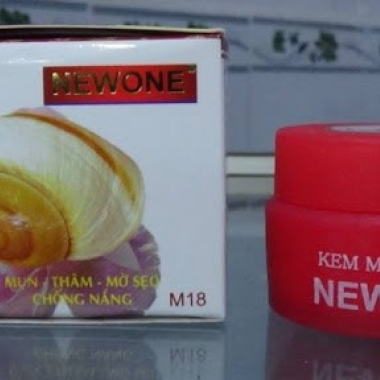 NEWONE
MỤN - THÂM - MỜ SẸO
CHỐNG NẮNG
M18
KEM M
NEW